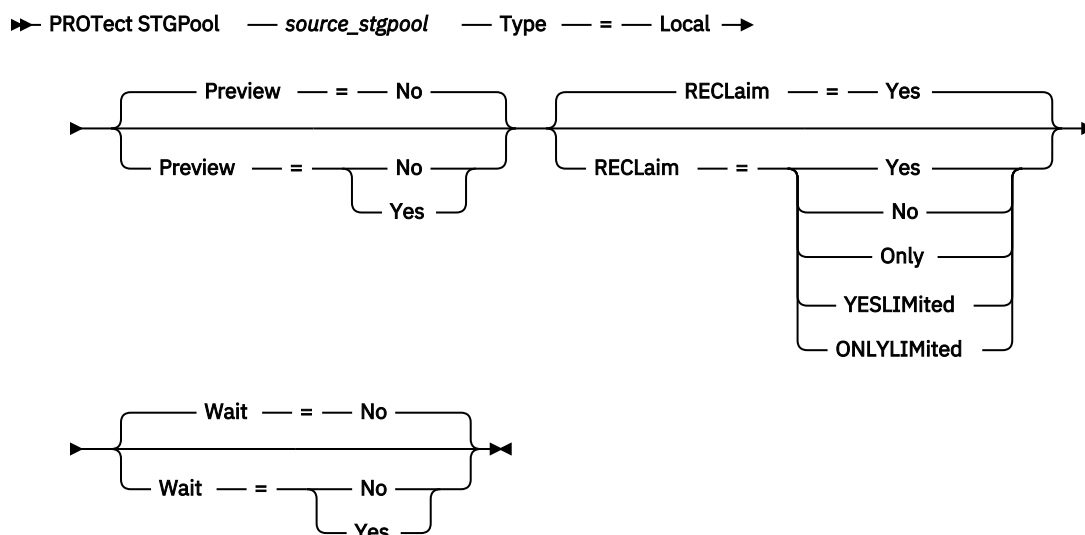 PROTect STGPool source_stgpool Type = Local
Preview = No RECLaim = Yes
Preview = No RECLaim = Yes
Yes No
Only
YESLIMited
ONLYLIMited
Wait = No
Wait = No
Yes